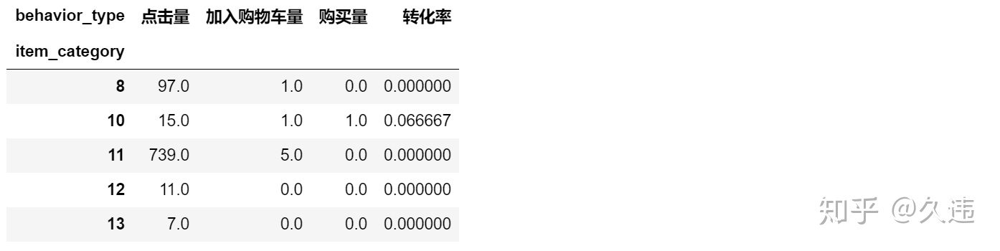 behavior_type 点击量 加入购物车量 购买量 转化率
item_category
8 97.0 1.0 0.0 0.000000
10 15.0 1.0 1.0 0.066667
11 739.0 5.0 0.0 0.000000
12 11.0 0.0 0.0 0.000000
13 7.0 0.0 0.0 0.000000
知乎 @久违